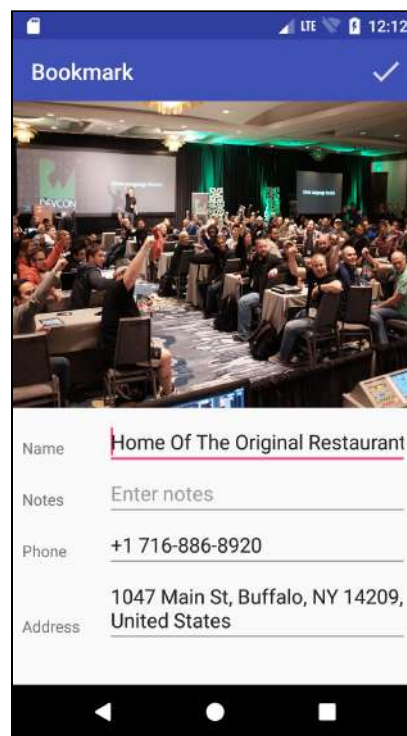 LTE 12:12
Bookmark
DEVCON
Name Home Of The Original Restaurant
Notes Enter notes
Phone +1 716-886-8920
Address 1047 Main St, Buffalo, NY 14209,
United States